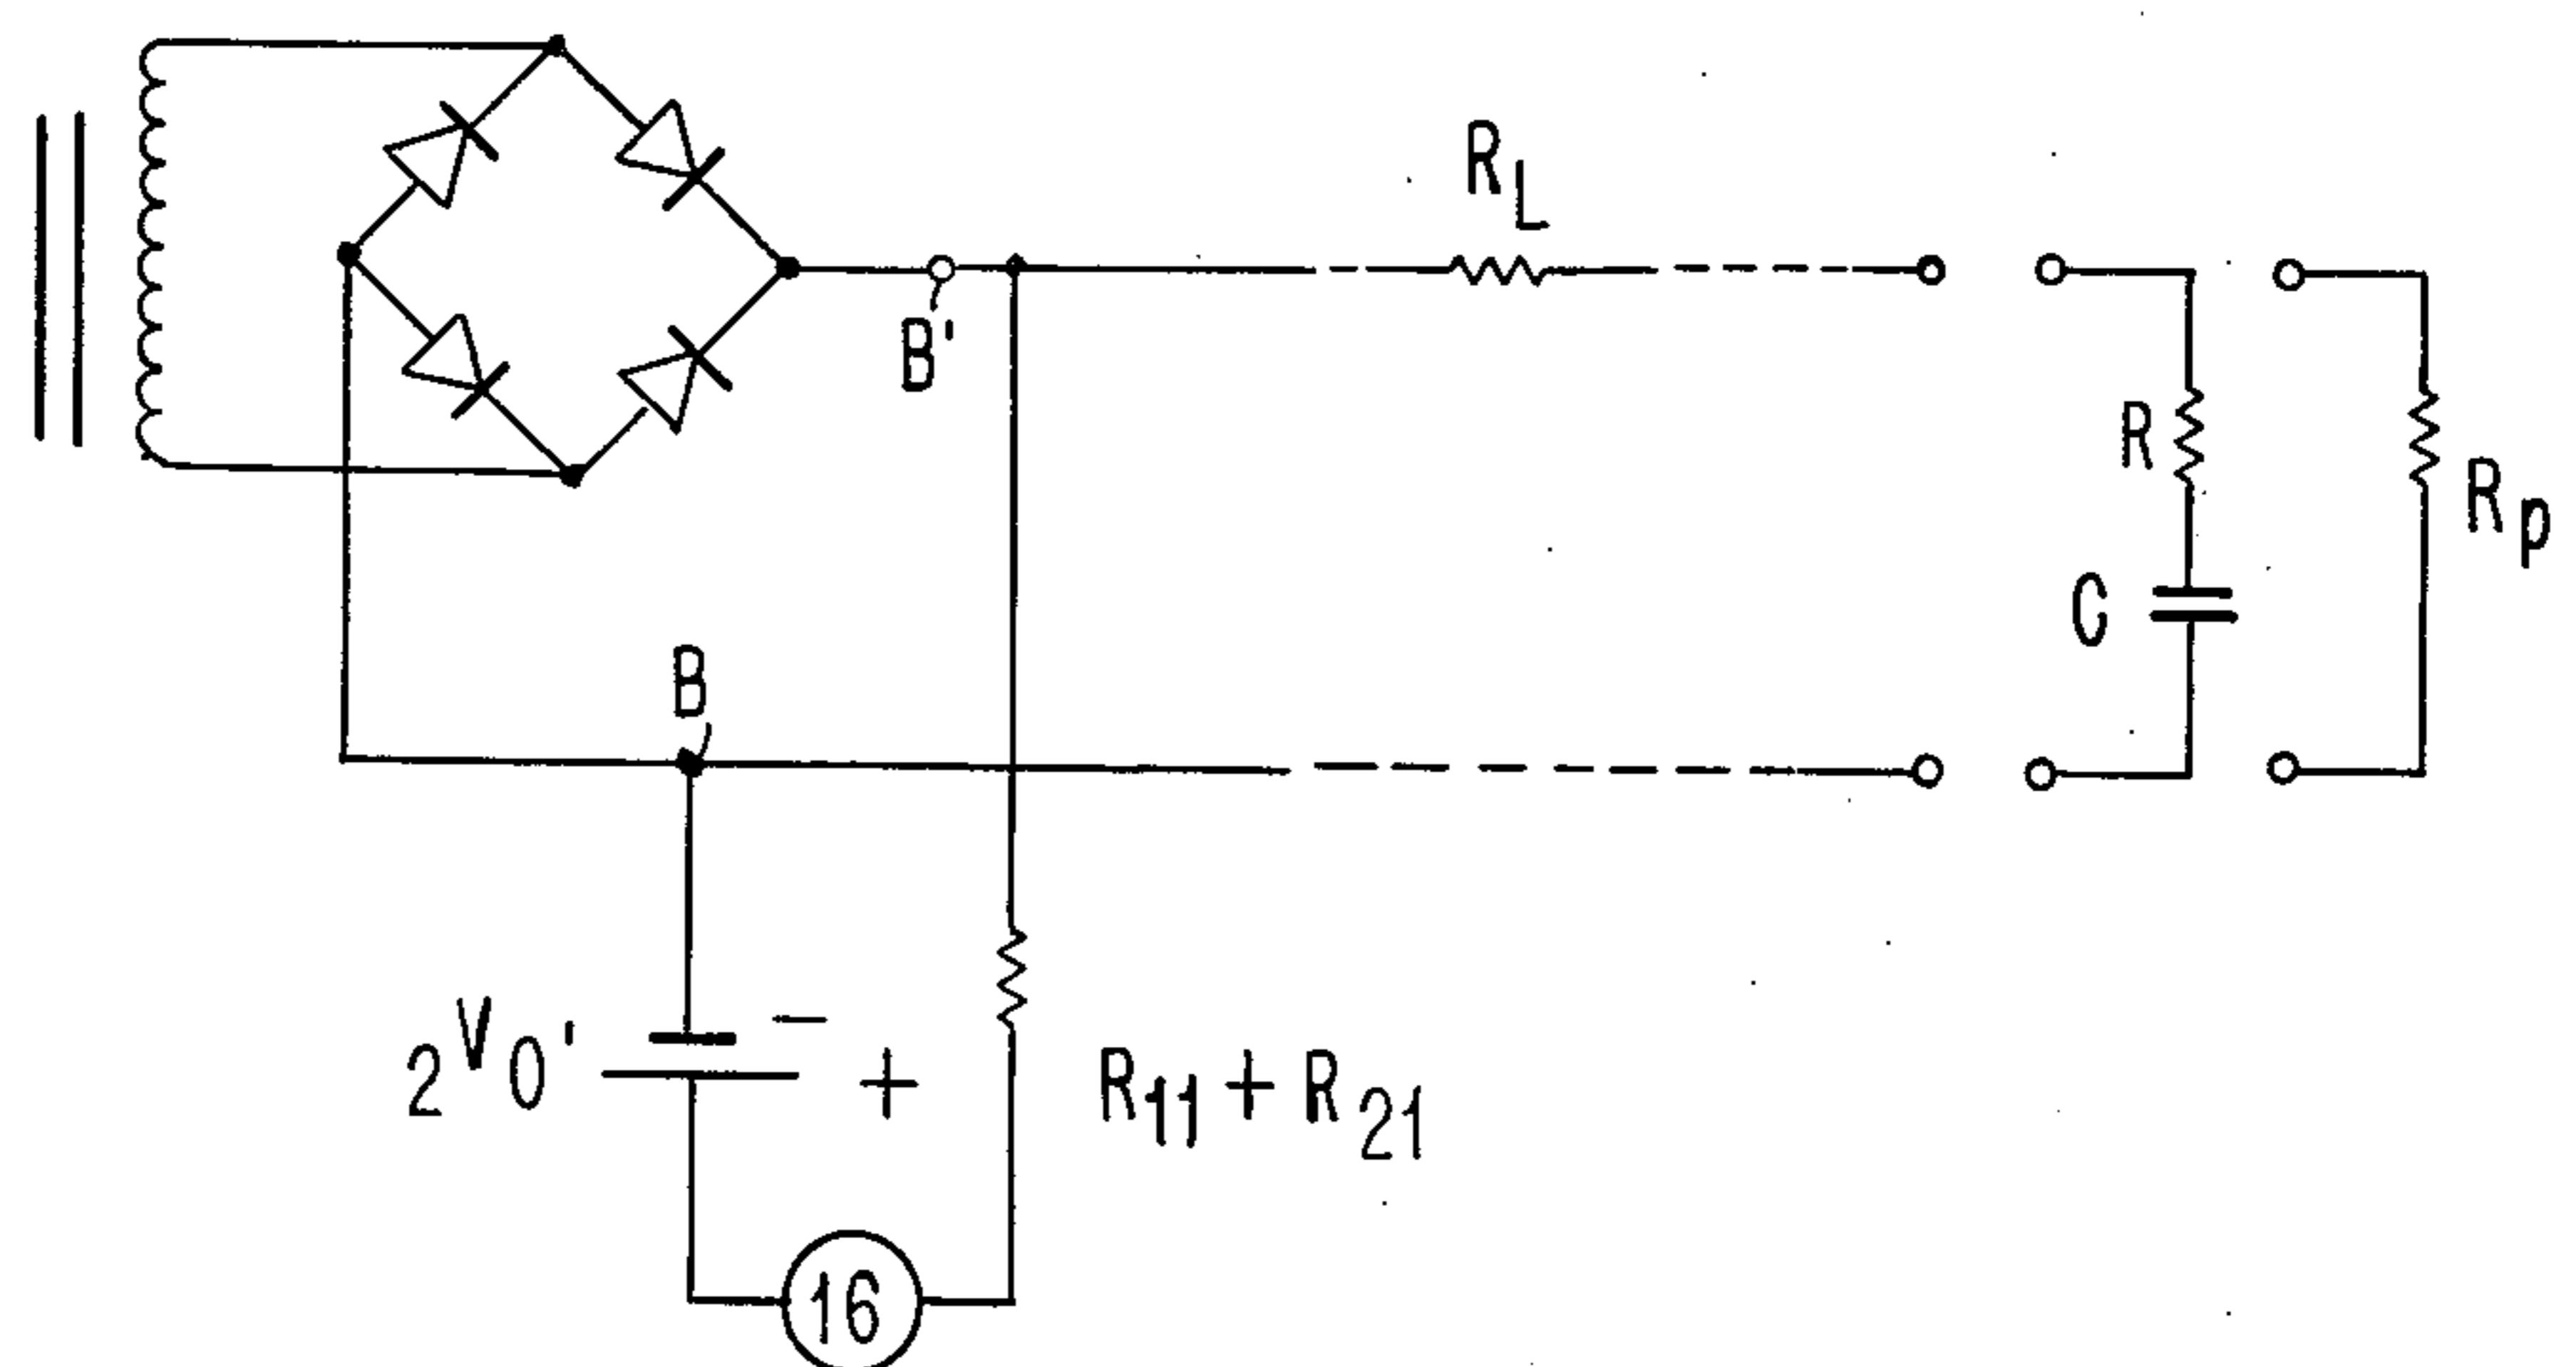 R_L
B'
R
R_p
C
B
2V_0'
−
+
R_11 + R_21
16